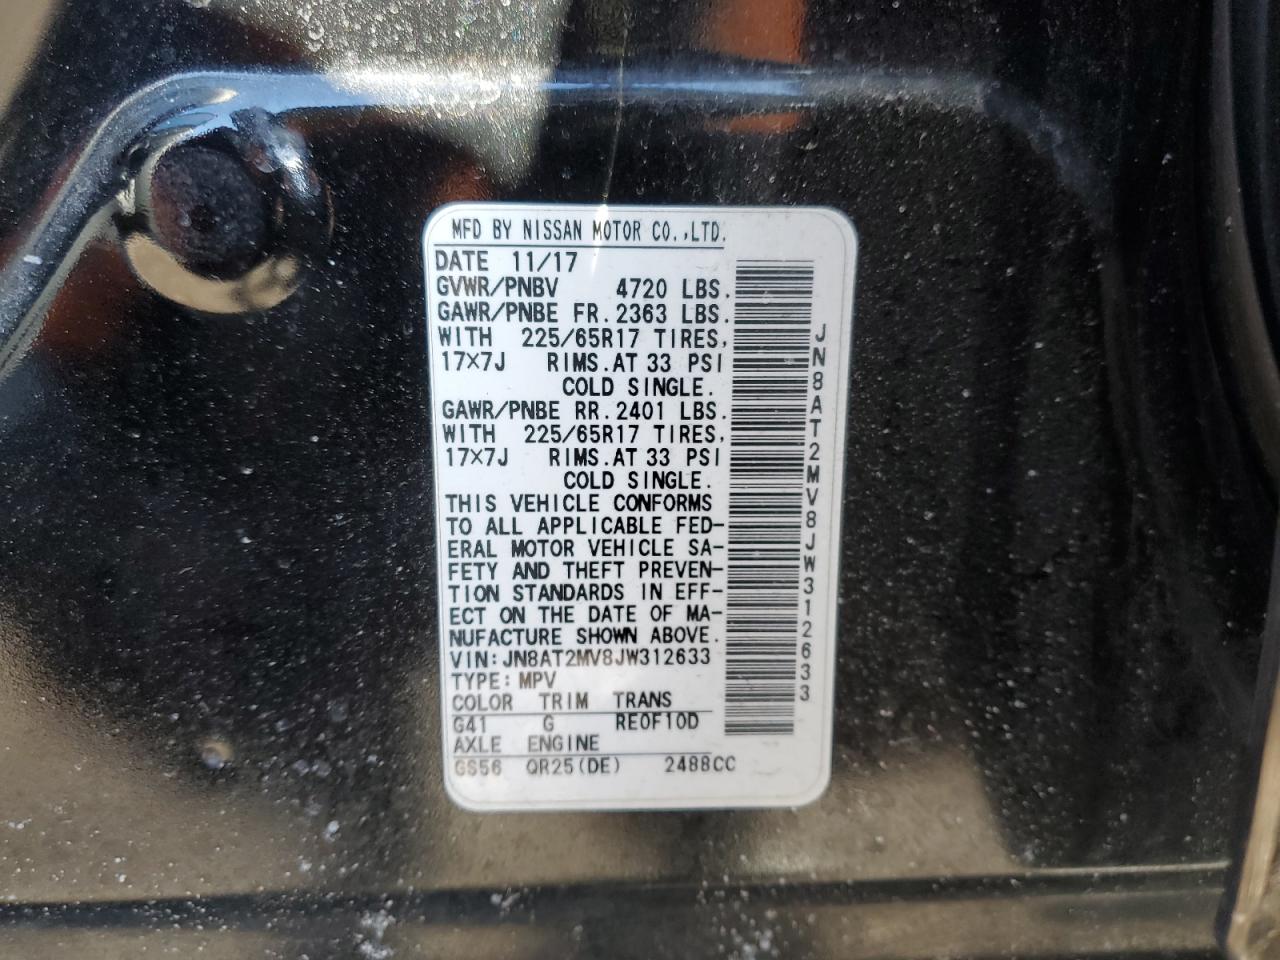 MFD BY NISSAN MOTOR CO.,LTD.
DATE 11/17
GVWR/PNBV 4720 LBS.
GAWR/PNBE FR.2363 LBS.
WITH 225/65R17 TIRES,
17×7J RIMS.AT 33 PSI
COLD SINGLE.
GAWR/PNBE RR.2401 LBS.
WITH 225/65R17 TIRES,
17×7J RIMS.AT 33 PSI
COLD SINGLE.
THIS VEHICLE CONFORMS
TO ALL APPLICABLE FED-
ERAL MOTOR VEHICLE SA-
FETY AND THEFT PREVEN-
TION STANDARDS IN EFF-
ECT ON THE DATE OF MA-
NUFACTURE SHOWN ABOVE.
VIN:JN8AT2MV8JW312633
TYPE:MPV
COLOR TRIM TRANS
G41 G RE0F10D
AXLE ENGINE
GS56 QR25(DE) 2488CC
JN8AT2MV8JW312633